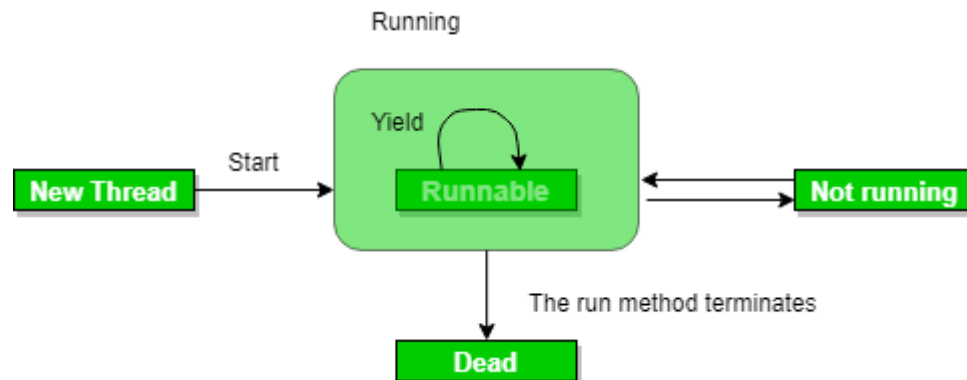 Running
Yield
Start
New Thread
Runnable
Not running
The run method terminates
Dead